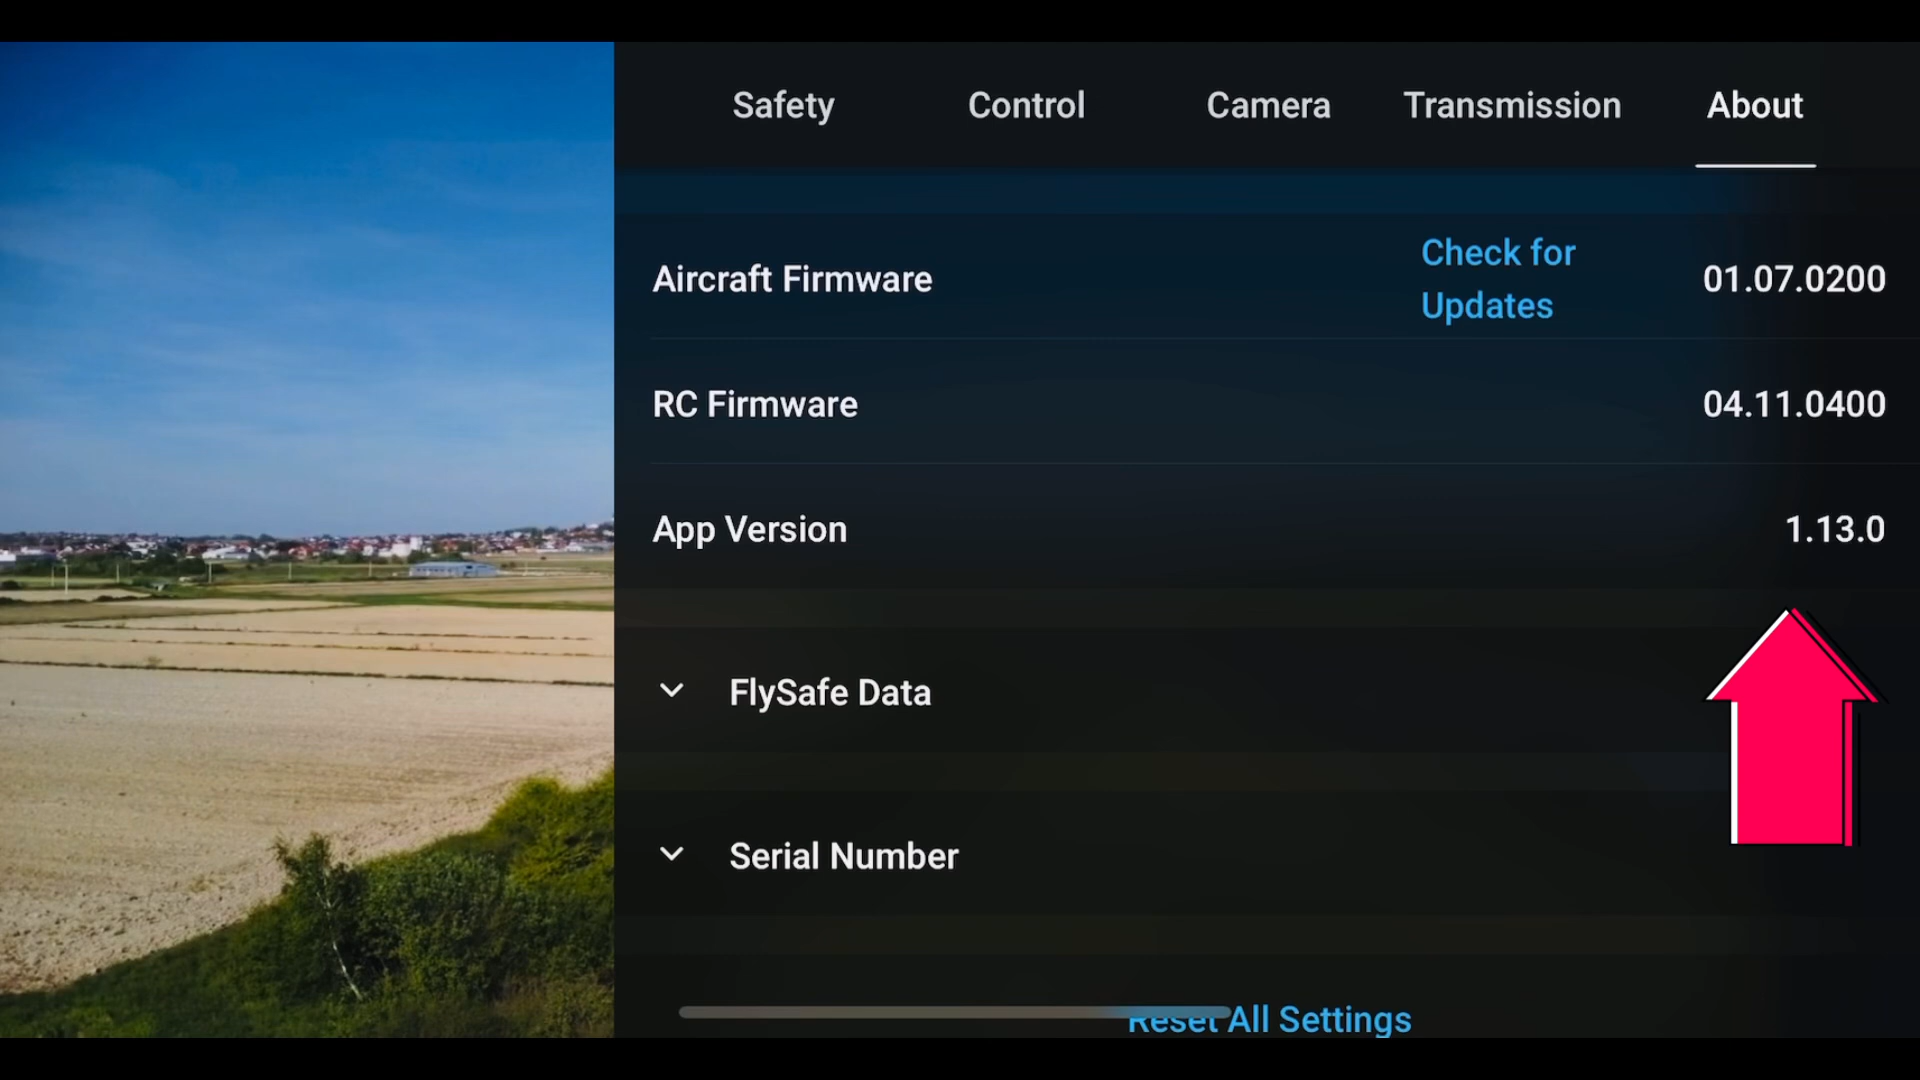 Safety Control Camera Transmission About
Aircraft Firmware Check for Updates 01.07.0200
RC Firmware 04.11.0400
App Version 1.13.0
FlySafe Data
Serial Number
Reset All Settings